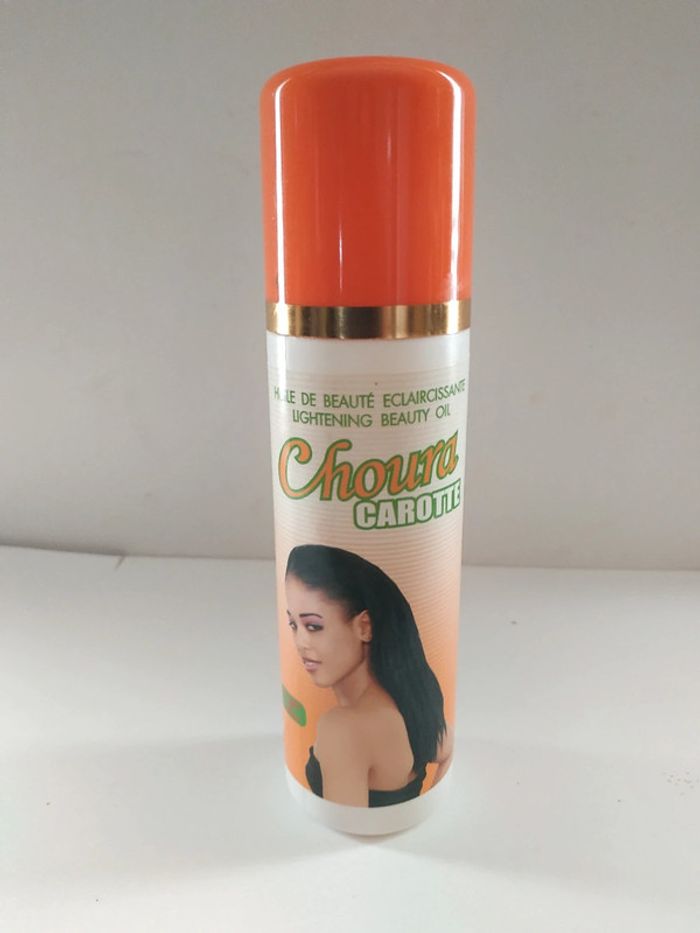 HUILE DE BEAUTÉ ECLAIRCISSANTE
LIGHTENING BEAUTY OIL
Choura
CAROTTE